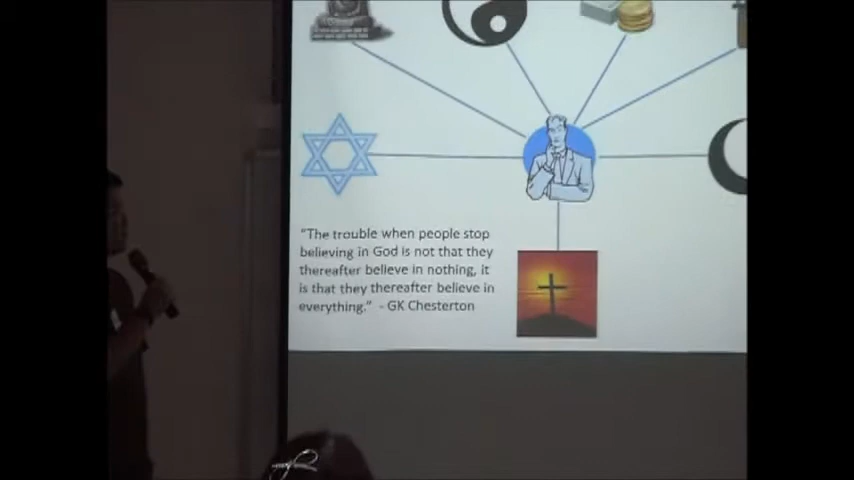 “The trouble when people stop
believing in God is not that they
thereafter believe in nothing, it
is that they thereafter believe in
everything.” - GK Chesterton